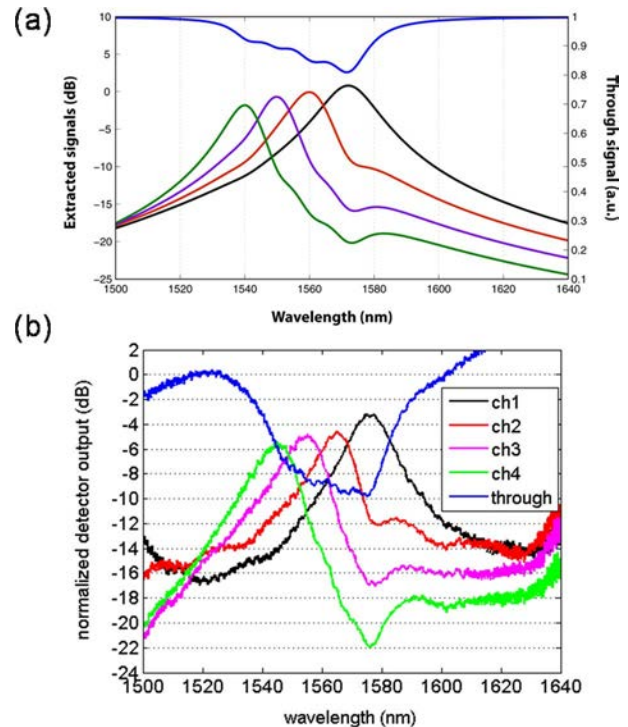 (a)
10
5
0
-5
-10
-15
-20
-25
Extracted signals (dB)
1
0.9
0.8
0.7
0.6
0.5
0.4
0.3
0.2
0.1
Through signal (a.u.)
1500 1520 1540 1560 1580 1600 1620 1640
Wavelength (nm)
(b)
2
0
-2
-4
-6
-8
-10
-12
-14
-16
-18
-20
-22
-24
normalized detector output (dB)
ch1
ch2
ch3
ch4
through
1500 1520 1540 1560 1580 1600 1620 1640
wavelength (nm)